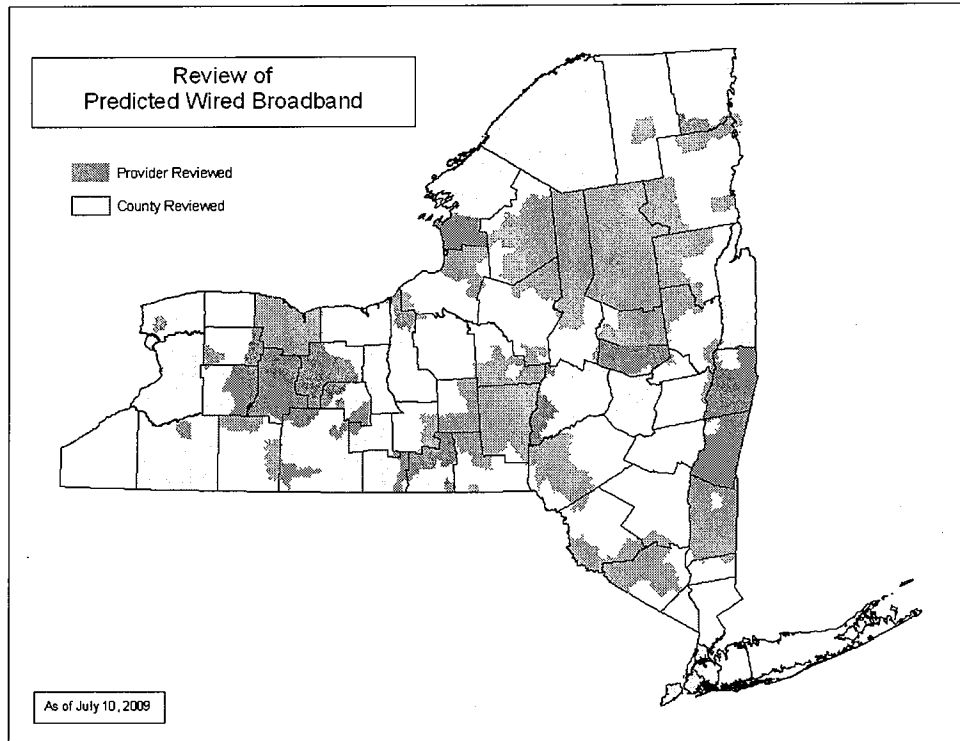 Review of
Predicted Wired Broadband
Provider Reviewed
County Reviewed
As of July 10, 2009